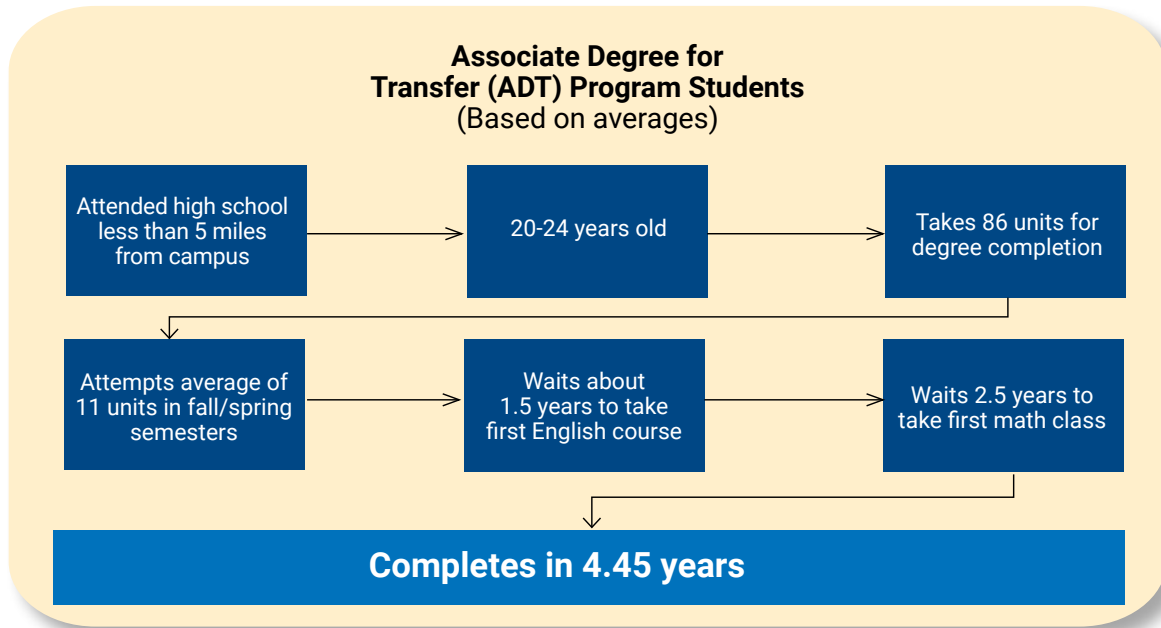 Associate Degree for
Transfer (ADT) Program Students
(Based on averages)
Attended high school
less than 5 miles
from campus
20-24 years old
Takes 86 units for
degree completion
Attempts average of
11 units in fall/spring
semesters
Waits about
1.5 years to take
first English course
Waits 2.5 years to
take first math class
Completes in 4.45 years